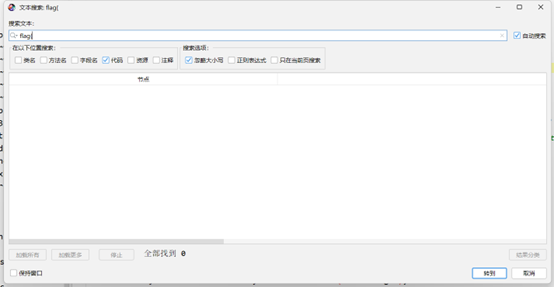 文本搜索: flag{
搜索文本:
flag{
自动搜索
在以下位置搜索:
类名 方法名 字段名 代码 资源 注释
搜索选项:
忽略大小写 正则表达式 只在当前页搜索
节点
加载所有 加载更多 停止 全部找到 0 结果分类
保持窗口 转到 取消